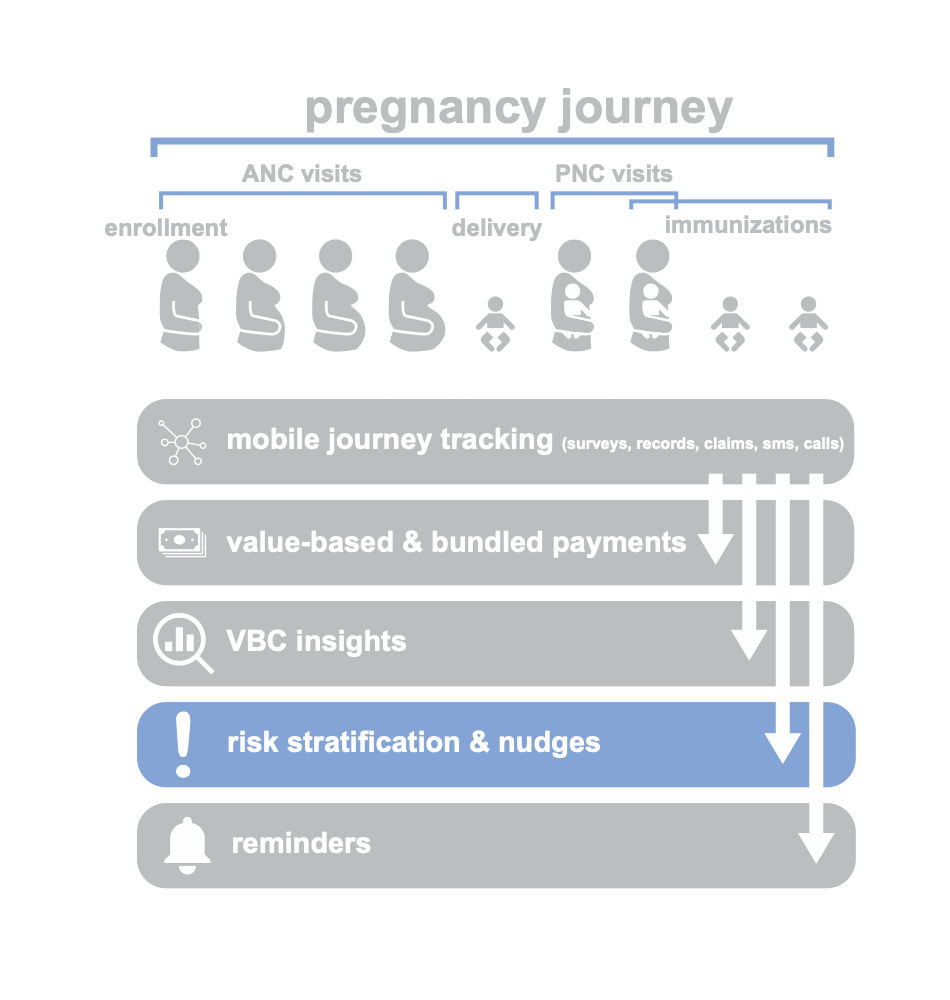 pregnancy journey
ANC visits
PNC visits
enrollment
delivery
immunizations
mobile journey tracking (surveys, records, claims, sms, calls)
value-based & bundled payments
VBC insights
risk stratification & nudges
reminders